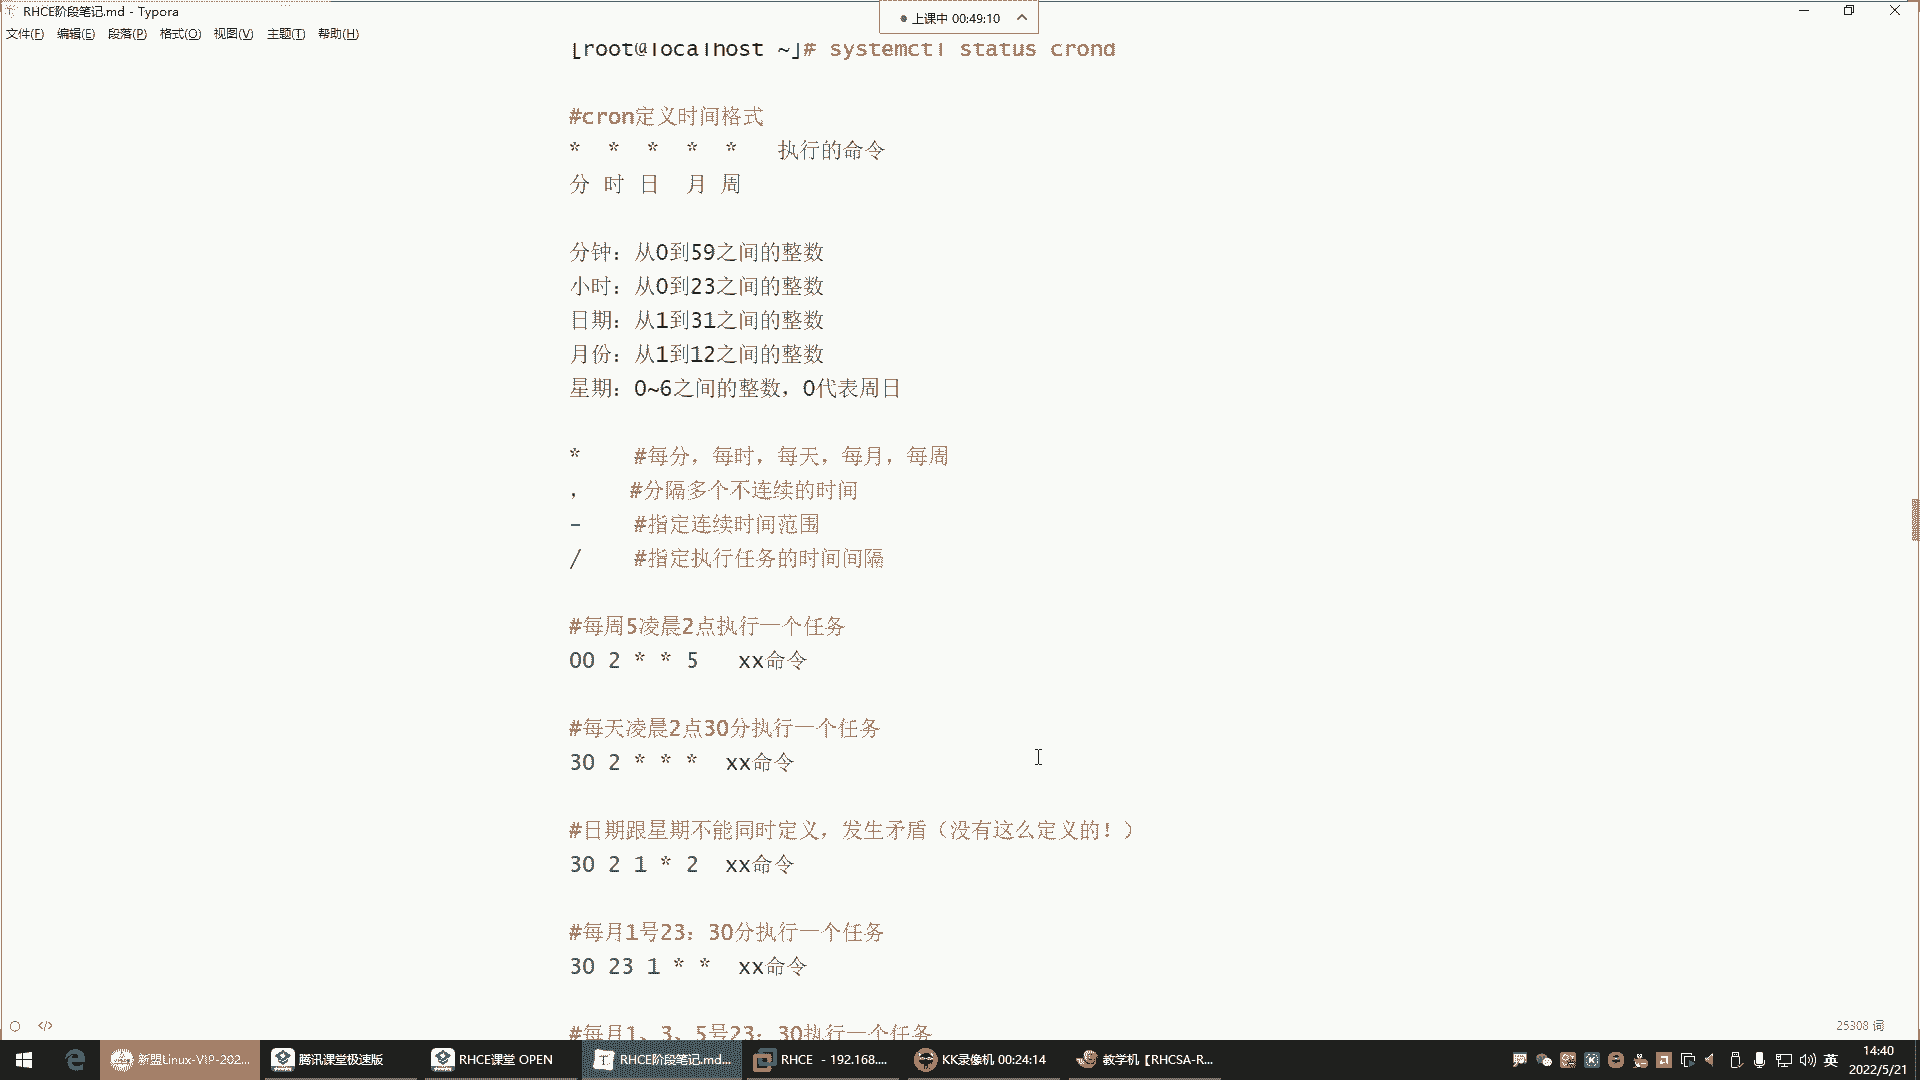 RHCE阶段笔记.md - Typora
上课中 00:49:10
文件(F) 编辑(E) 段落(P) 格式(O) 视图(V) 主题(T) 帮助(H)
[root@localhost ~]# systemctl status crond
#cron定义时间格式
* * * * * 执行的命令
分 时 日 月 周
分钟：从0到59之间的整数
小时：从0到23之间的整数
日期：从1到31之间的整数
月份：从1到12之间的整数
星期：0~6之间的整数，0代表周日
* #每分，每时，每天，每月，每周
, #分隔多个不连续的时间
- #指定连续时间范围
/ #指定执行任务的时间间隔
#每周5凌晨2点执行一个任务
00 2 * * 5 xx命令
#每天凌晨2点30分执行一个任务
30 2 * * * xx命令
#日期跟星期不能同时定义，发生矛盾（没有这么定义的！）
30 2 1 * 2 xx命令
#每月1号23：30分执行一个任务
30 23 1 * * xx命令
#每月1、3、5号23：30执行一个任务
25308 词
新盟Linux-VIP-202... 腾讯课堂极速版 RHCE课堂 OPEN RHCE阶段笔记.md... RHCE - 192.168.... KK录像机 00:24:14 教学机【RHCSA-R... 英 14:40
2022/5/21